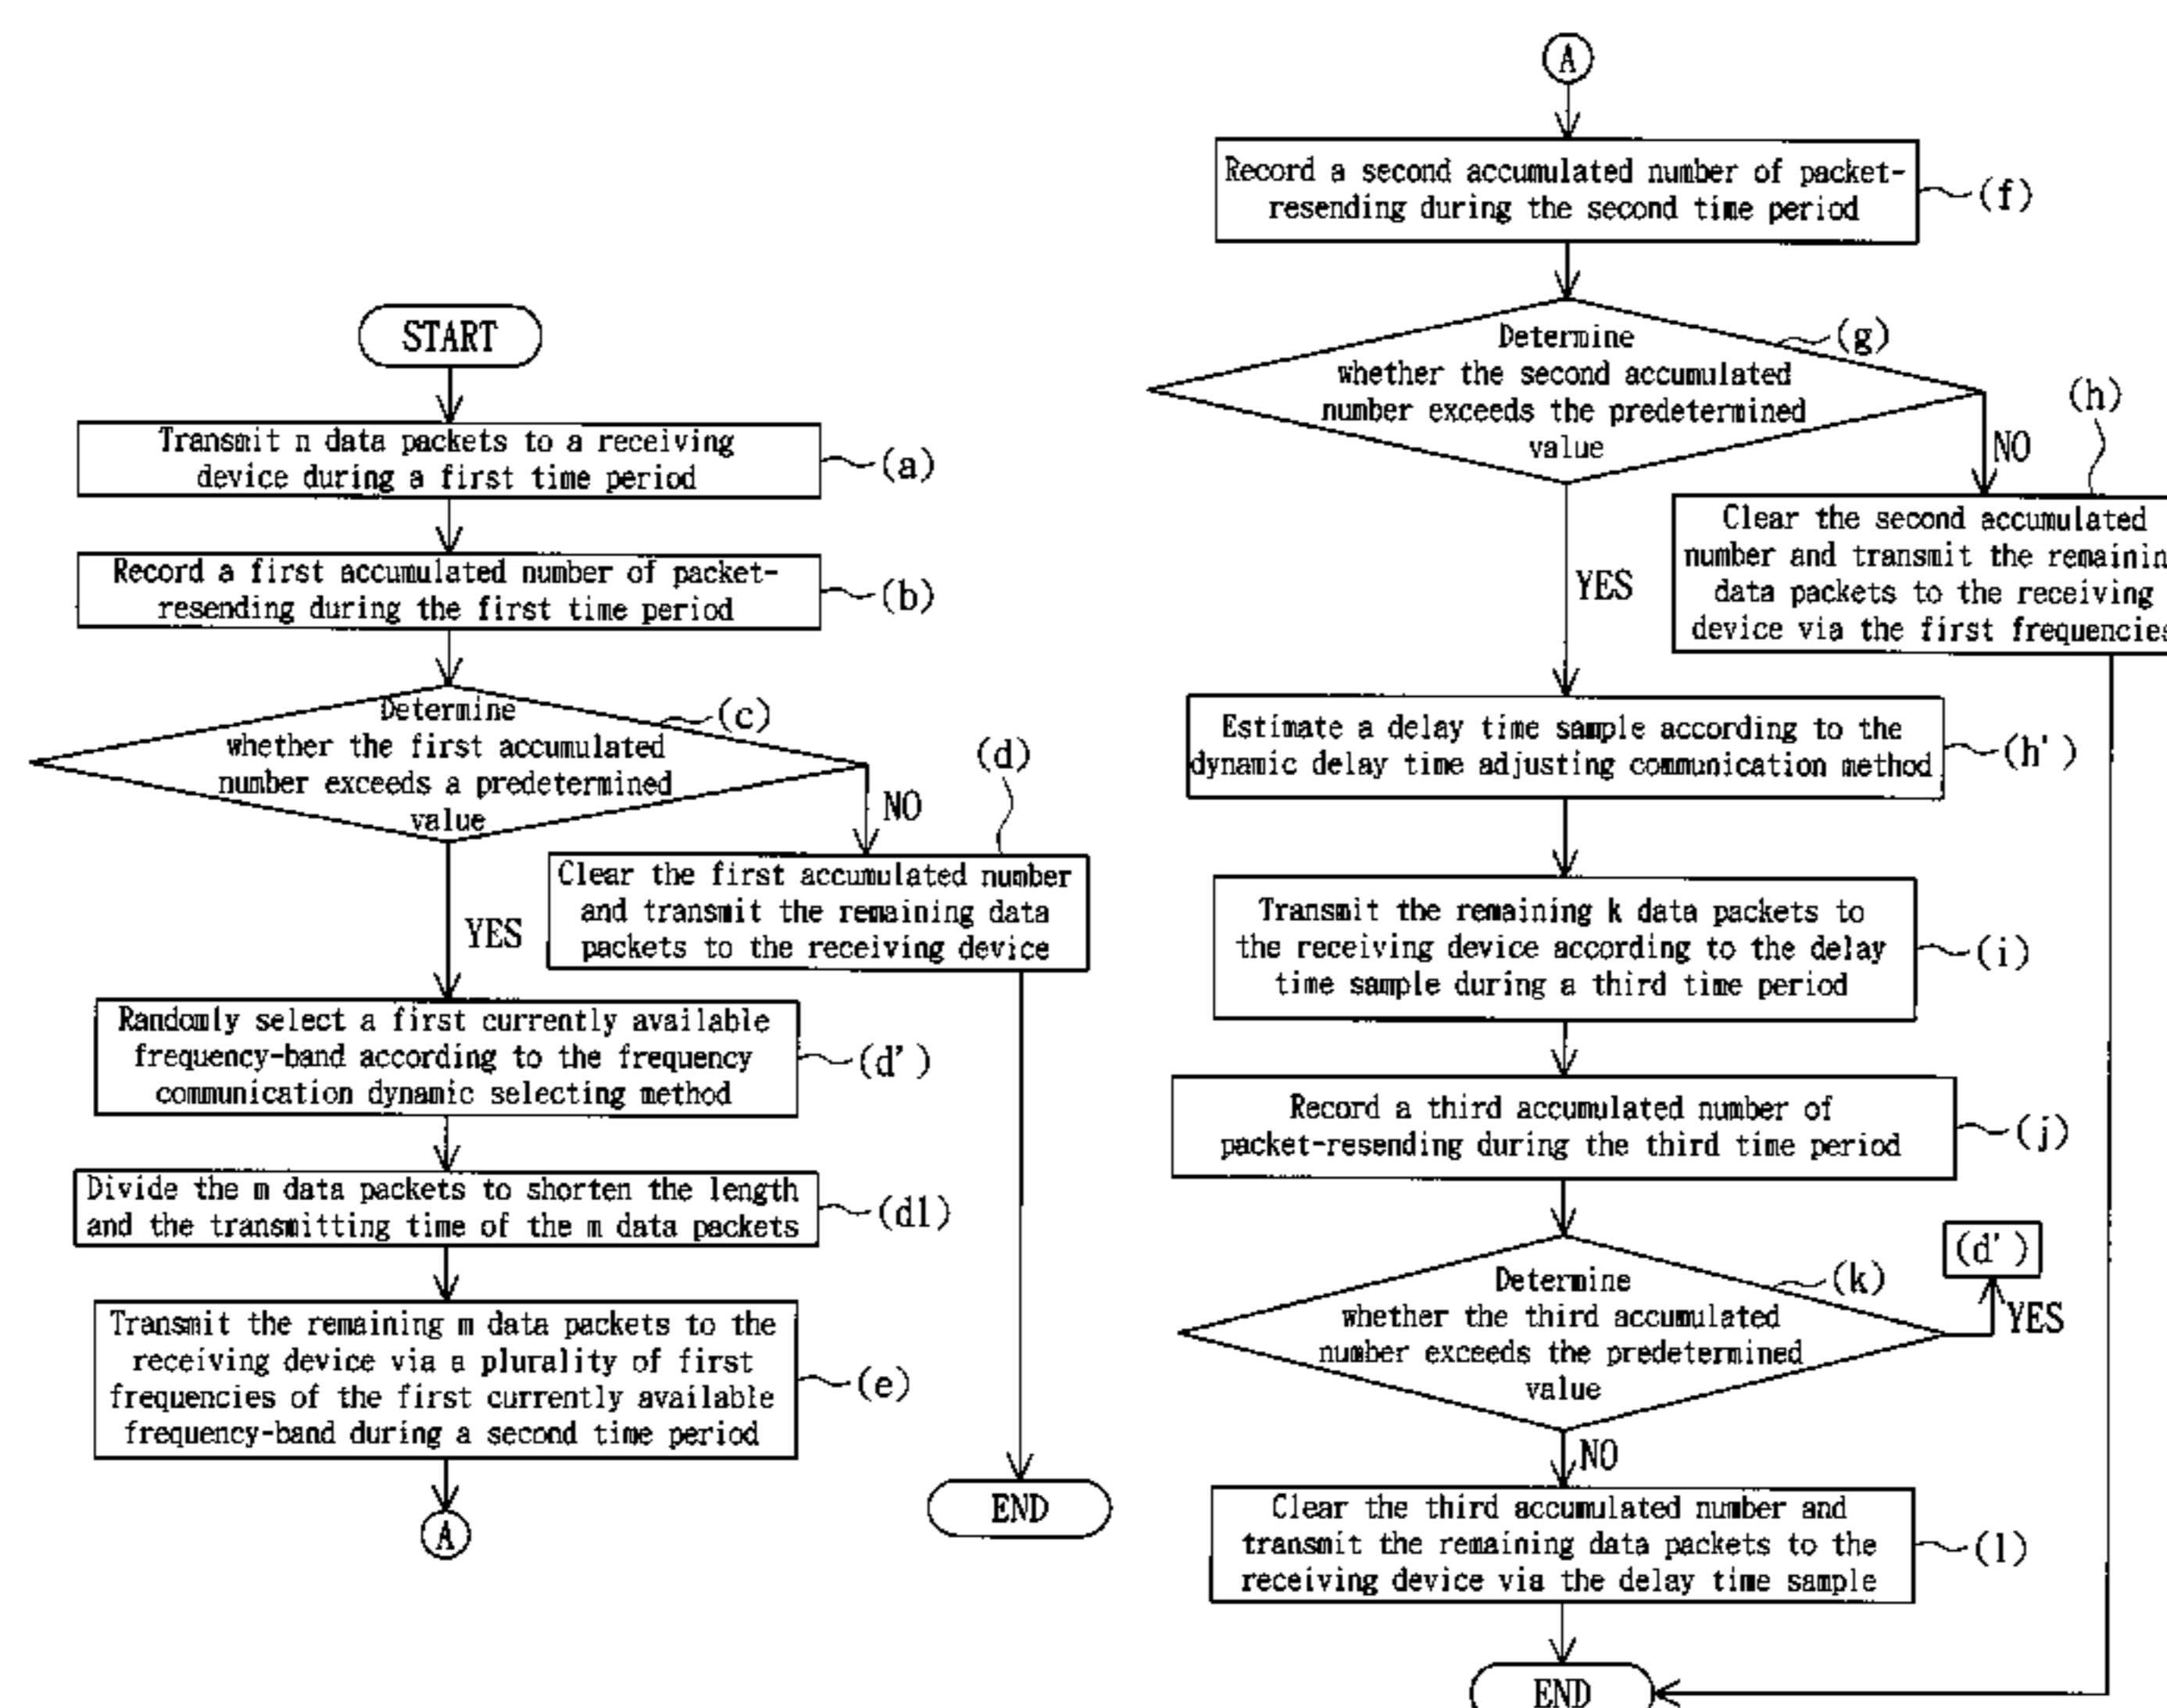 START
Transmit n data packets to a receiving
device during a first time period
(a)
Record a first accumulated number of packet-
resending during the first time period
(b)
Determine
whether the first accumulated
number exceeds a predetermined
value
(c)
NO
(d)
Clear the first accumulated number
and transmit the remaining data
packets to the receiving device
YES
Randomly select a first currently available
frequency-band according to the frequency
communication dynamic selecting method
(d')
Divide the m data packets to shorten the length
and the transmitting time of the m data packets
(d1)
Transmit the remaining m data packets to the
receiving device via a plurality of first
frequencies of the first currently available
frequency-band during a second time period
(e)
A
END
A
Record a second accumulated number of packet-
resending during the second time period
(f)
Determine
whether the second accumulated
number exceeds the predetermined
value
(g)
NO
(h)
Clear the second accumulated
number and transmit the remainin
data packets to the receiving
device via the first frequencies
YES
Estimate a delay time sample according to the
dynamic delay time adjusting communication method
(h')
Transmit the remaining k data packets to
the receiving device according to the delay
time sample during a third time period
(i)
Record a third accumulated number of
packet-resending during the third time period
(j)
Determine
whether the third accumulated
number exceeds the predetermined
value
(k)
(d')
YES
NO
Clear the third accumulated number and
transmit the remaining data packets to the
receiving device via the delay time sample
(l)
END